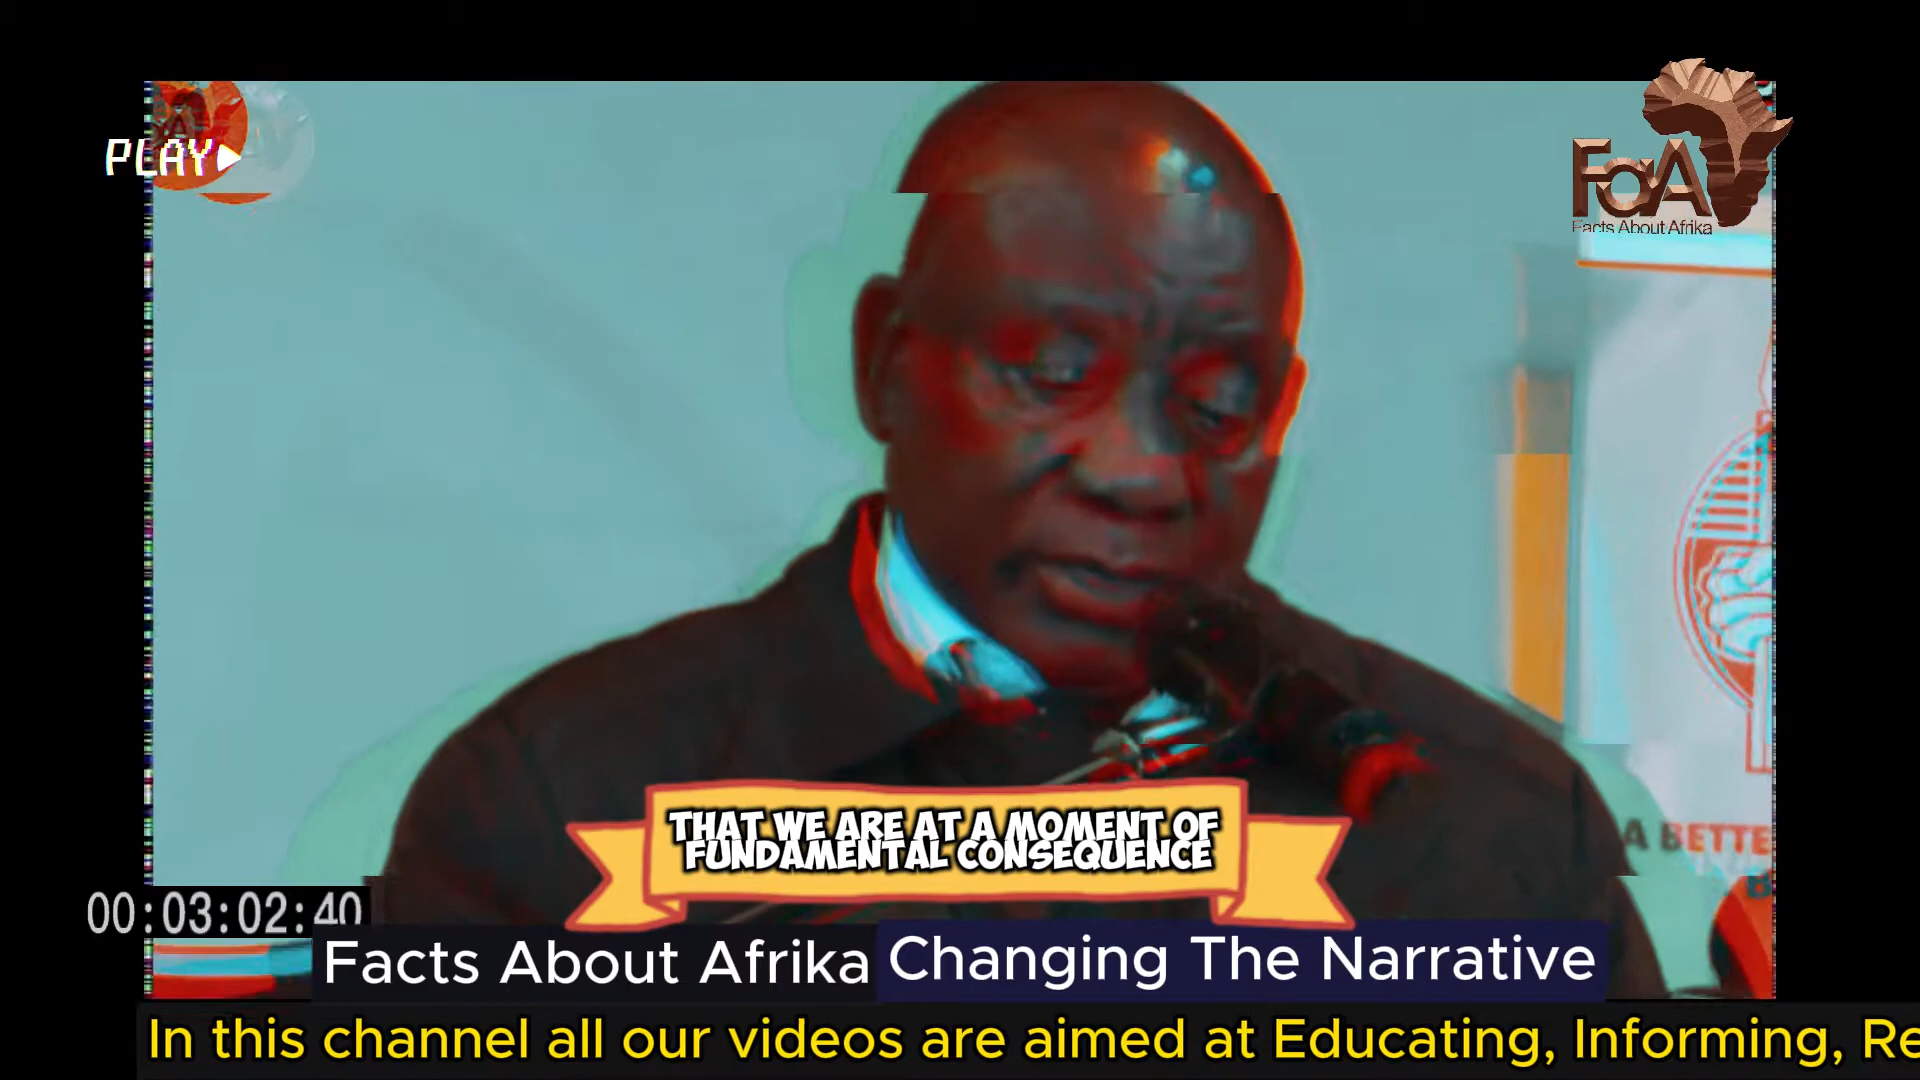 PLAY
FaA
Facts About Afrika
A BETTE
B
THAT WE ARE AT A MOMENT OF
FUNDAMENTAL CONSEQUENCE
00:03:02:40
Facts About Afrika
Changing The Narrative
In this channel all our videos are aimed at Educating, Informing, Re